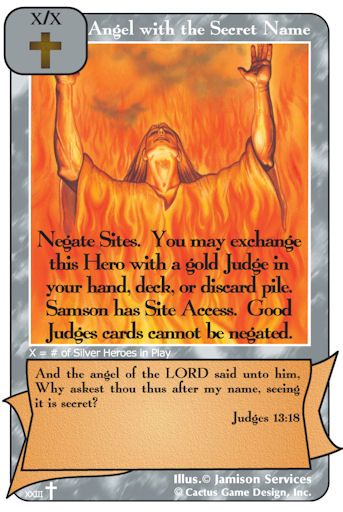 X/X
Angel with the Secret Name
Negate Sites. You may exchange
this Hero with a gold Judge in
your hand, deck, or discard pile.
Samson has Site Access. Good
Judges cards cannot be negated.
X = # of Silver Heroes in Play
And the angel of the LORD said unto him,
Why askest thou thus after my name, seeing
it is secret?
Judges 13:18
Illus.© Jamison Services
© Cactus Game Design, Inc.